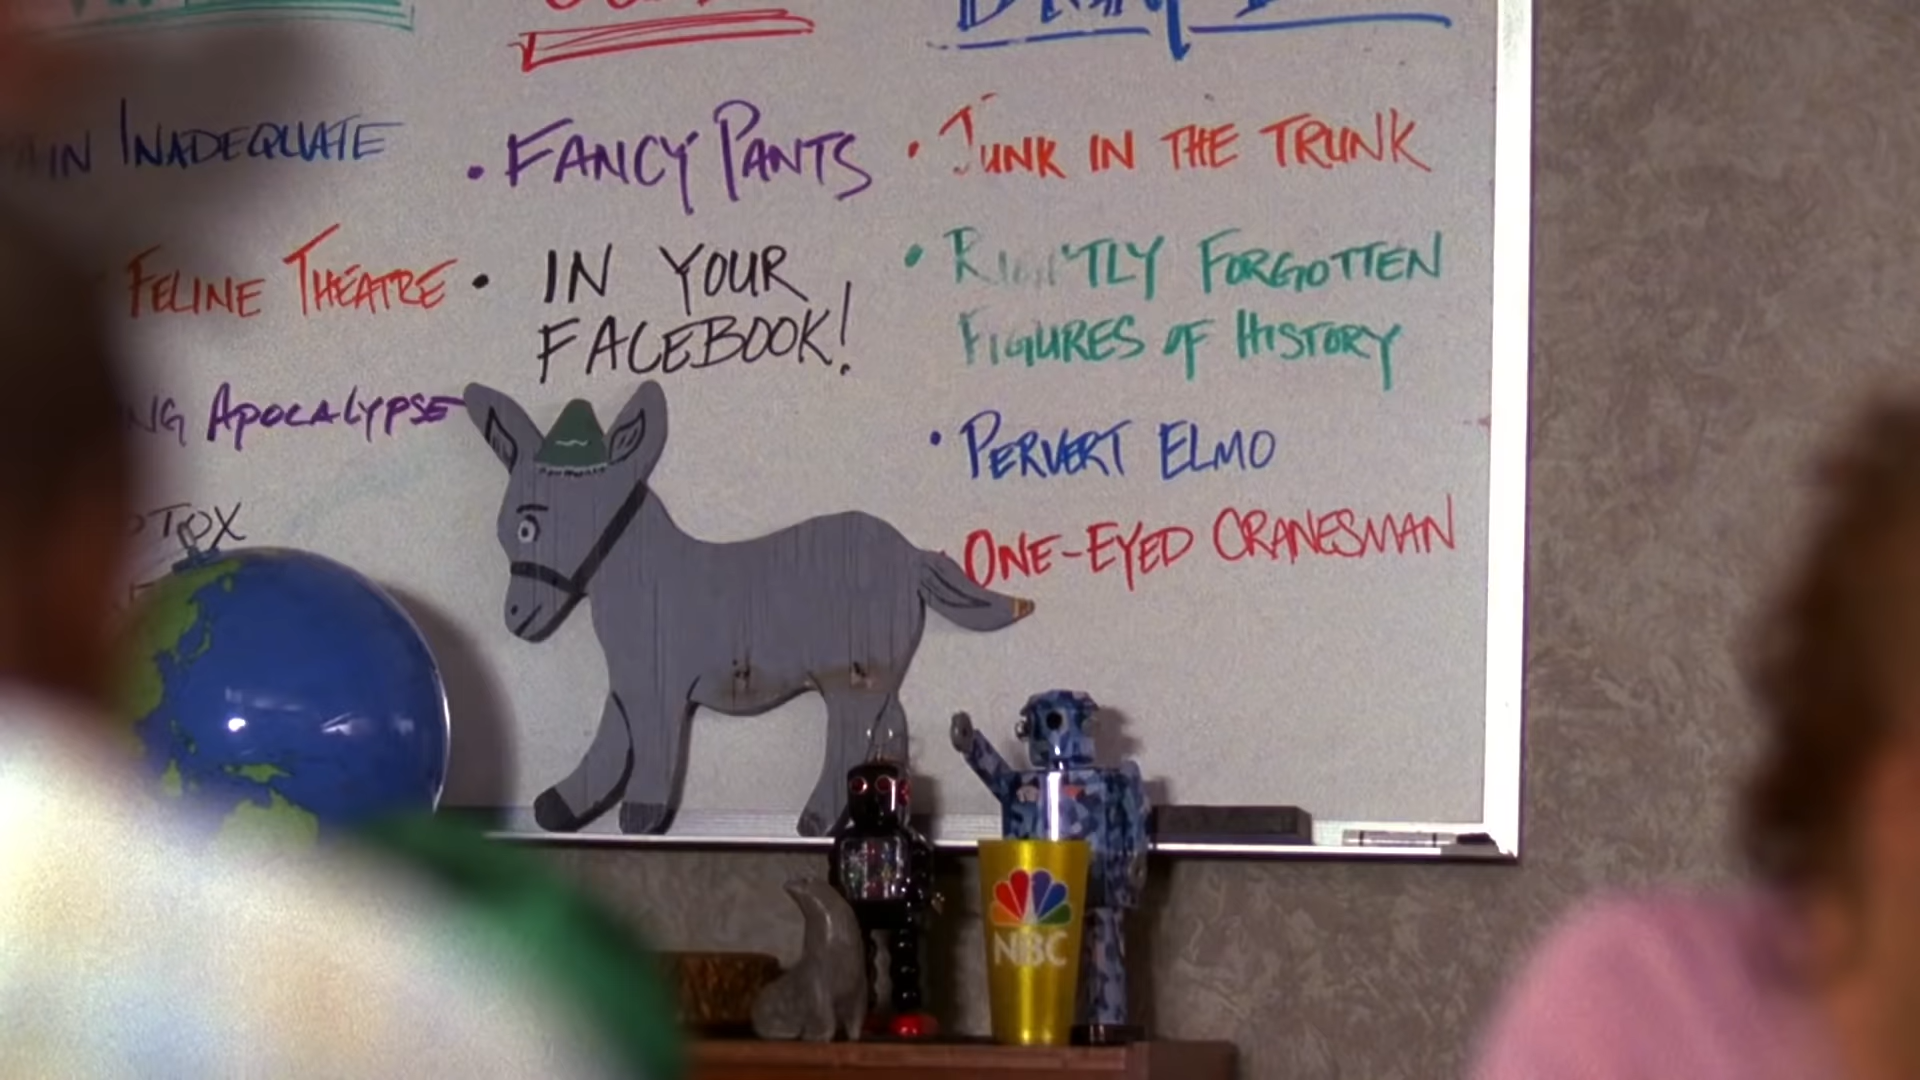 INADEQUATE
FELINE THEATRE
APOCALYPSE
• FANCY PANTS
• IN YOUR
FACEBOOK!
• JUNK IN THE TRUNK
• RIGHTLY FORGOTTEN
FIGURES OF HISTORY
• PERVERT ELMO
ONE-EYED CRANESMAN
NBC